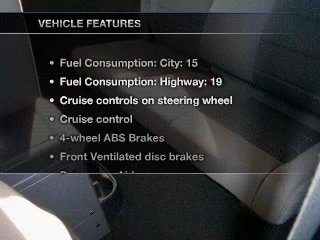 VEHICLE FEATURES
• Fuel Consumption: City: 15
• Fuel Consumption: Highway: 19
• Cruise controls on steering wheel
• Cruise control
• 4-wheel ABS Brakes
• Front Ventilated disc brakes